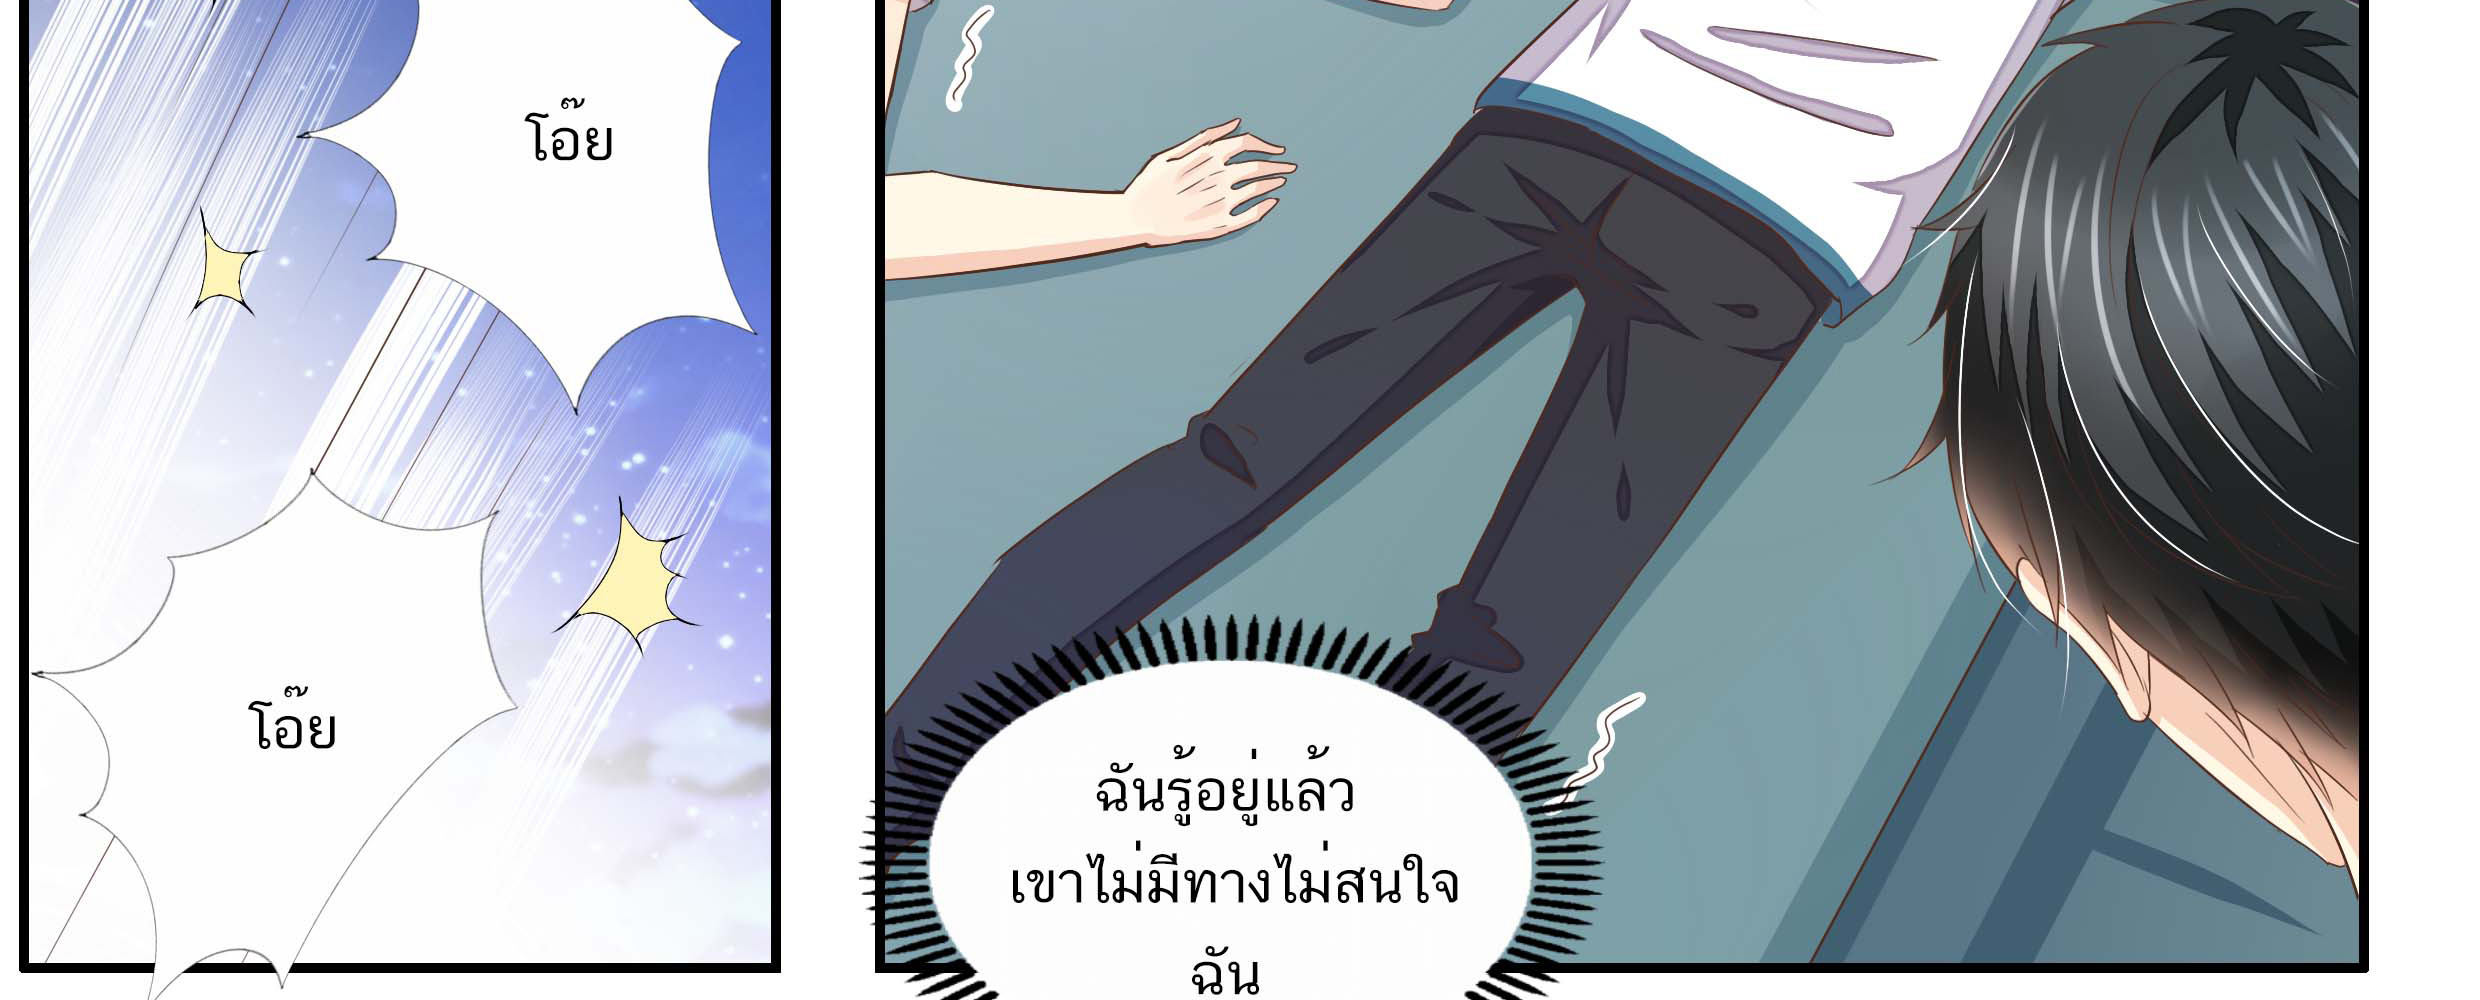 โอ๊ย
โอ๊ย
ฉันรู้อยู่แล้ว
เขาไม่มีทางไม่สนใจ
ฉัน